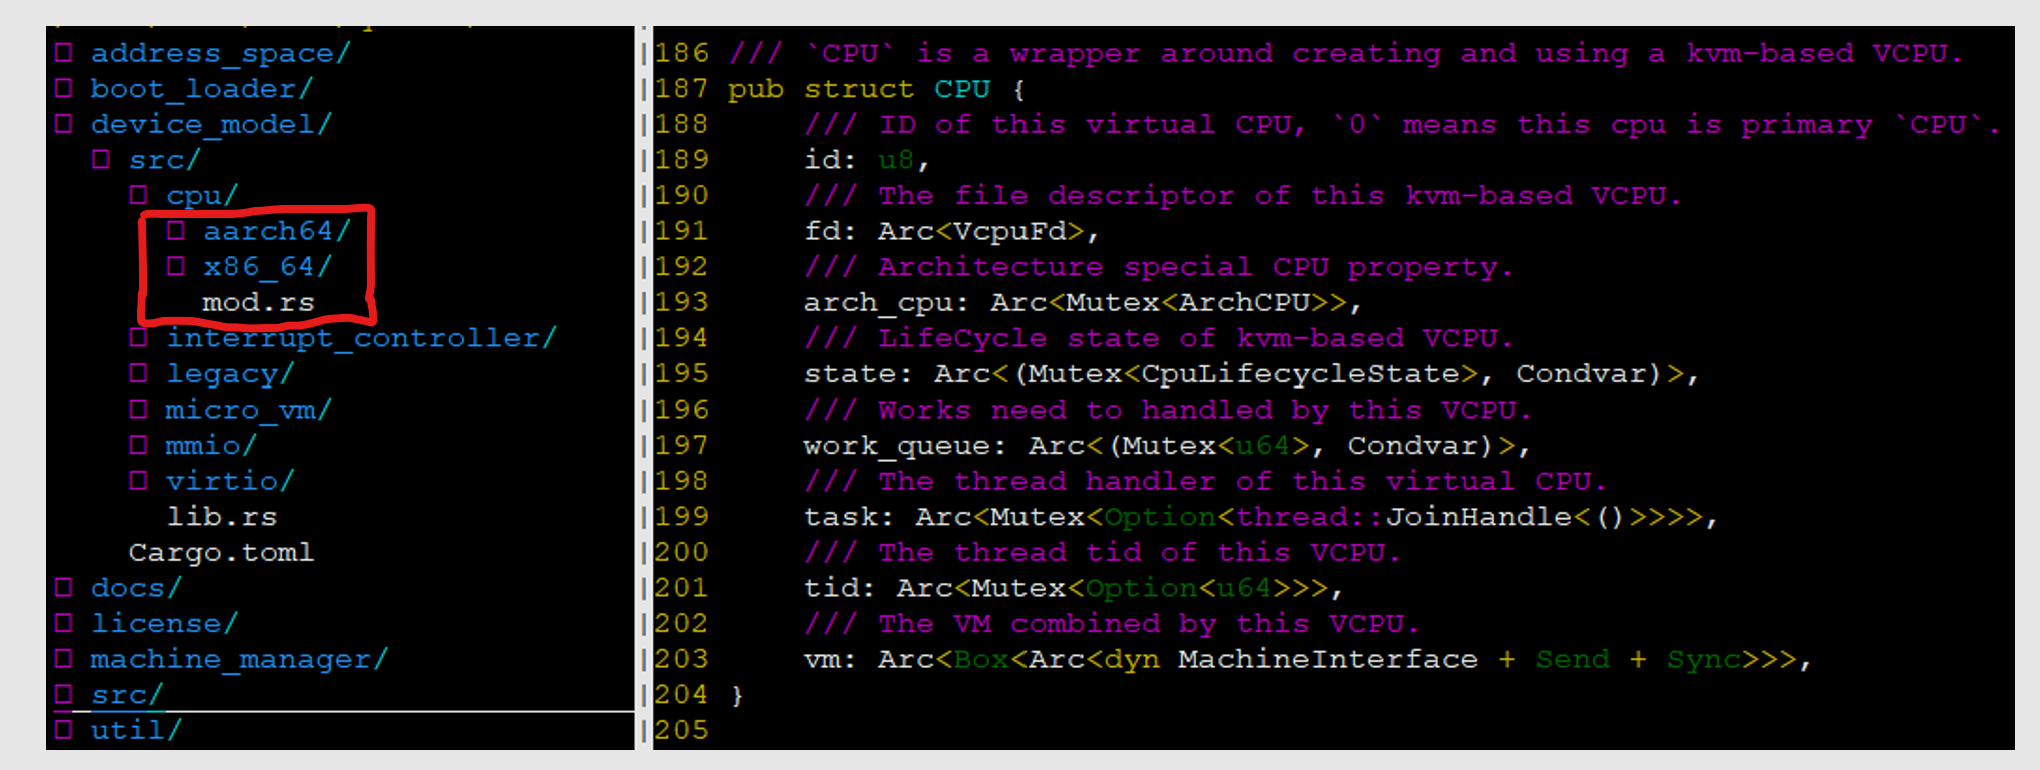 address_space/
boot_loader/
device_model/
src/
cpu/
aarch64/
x86_64/
mod.rs
interrupt_controller/
legacy/
micro_vm/
mmio/
virtio/
lib.rs
Cargo.toml
docs/
license/
machine_manager/
src/
util/
186 /// `CPU` is a wrapper around creating and using a kvm-based VCPU.
187 pub struct CPU {
188     /// ID of this virtual CPU, `0` means this cpu is primary `CPU`.
189     id: u8,
190     /// The file descriptor of this kvm-based VCPU.
191     fd: Arc<VcpuFd>,
192     /// Architecture special CPU property.
193     arch_cpu: Arc<Mutex<ArchCPU>>,
194     /// LifeCycle state of kvm-based VCPU.
195     state: Arc<(Mutex<CpuLifecycleState>, Condvar)>,
196     /// Works need to handled by this VCPU.
197     work_queue: Arc<(Mutex<u64>, Condvar)>,
198     /// The thread handler of this virtual CPU.
199     task: Arc<Mutex<Option<thread::JoinHandle<()>>>>,
200     /// The thread tid of this VCPU.
201     tid: Arc<Mutex<Option<u64>>>,
202     /// The VM combined by this VCPU.
203     vm: Arc<Box<Arc<dyn MachineInterface + Send + Sync>>>,
204 }
205